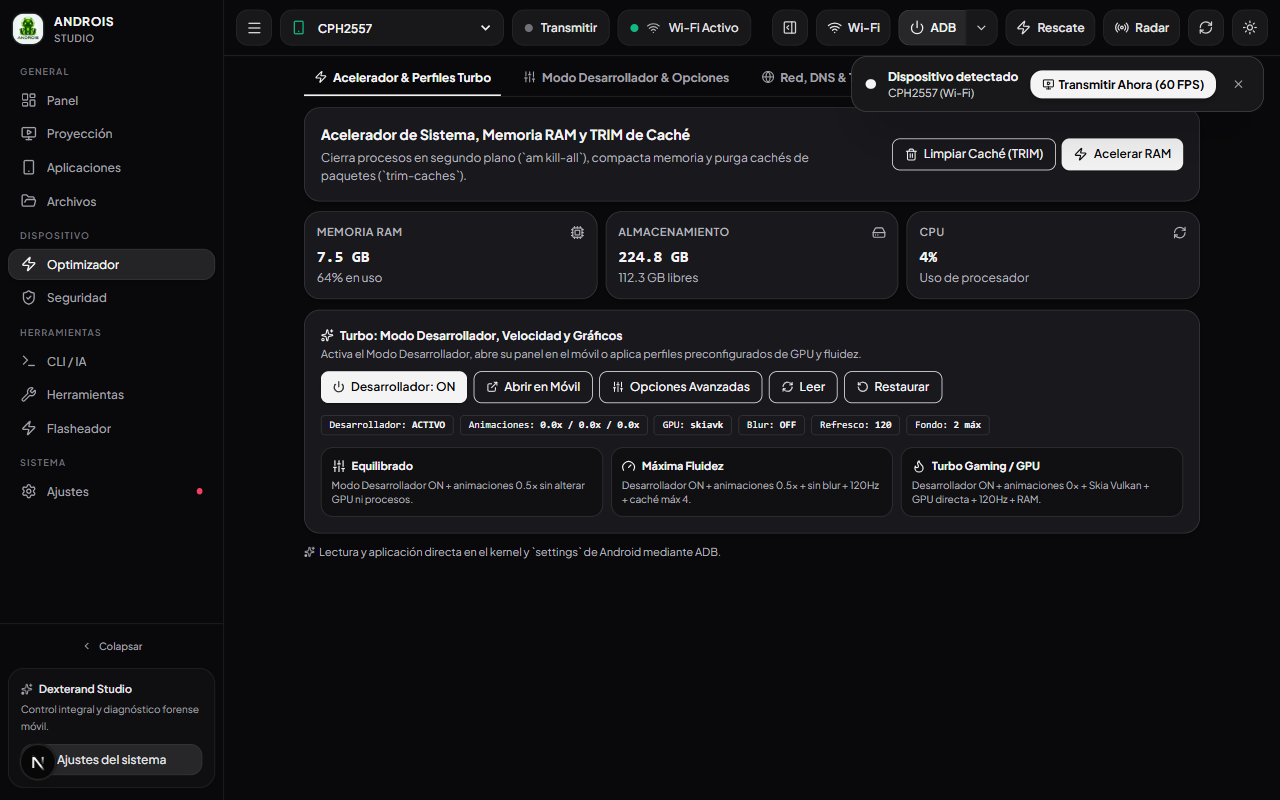 ANDROIS
STUDIO
GENERAL
Panel
Proyección
Aplicaciones
Archivos
DISPOSITIVO
Optimizador
Seguridad
HERRAMIENTAS
CLI / IA
Herramientas
Flasheador
SISTEMA
Ajustes
Colapsar
Dexterand Studio
Control integral y diagnóstico forense
móvil.
Ajustes del sistema
CPH2557
Transmitir
Wi-Fi Activo
Wi-Fi
ADB
Rescate
Radar
Dispositivo detectado
CPH2557 (Wi-Fi)
Transmitir Ahora (60 FPS)
Acelerador & Perfiles Turbo
Modo Desarrollador & Opciones
Red, DNS &
Acelerador de Sistema, Memoria RAM y TRIM de Caché
Cierra procesos en segundo plano (`am kill-all`), compacta memoria y purga cachés de
paquetes (`trim-caches`).
Limpiar Caché (TRIM)
Acelerar RAM
MEMORIA RAM
7.5 GB
64% en uso
ALMACENAMIENTO
224.8 GB
112.3 GB libres
CPU
4%
Uso de procesador
Turbo: Modo Desarrollador, Velocidad y Gráficos
Activa el Modo Desarrollador, abre su panel en el móvil o aplica perfiles preconfigurados de GPU y fluidez.
Desarrollador: ON
Abrir en Móvil
Opciones Avanzadas
Leer
Restaurar
Desarrollador: ACTIVO
Animaciones: 0.0x / 0.0x / 0.0x
GPU: skiavk
Blur: OFF
Refresco: 120
Fondo: 2 máx
Equilibrado
Modo Desarrollador ON + animaciones 0.5x sin alterar
GPU ni procesos.
Máxima Fluidez
Desarrollador ON + animaciones 0.5x + sin blur + 120Hz
+ caché máx 4.
Turbo Gaming / GPU
Desarrollador ON + animaciones 0x + Skia Vulkan +
GPU directa + 120Hz + RAM.
Lectura y aplicación directa en el kernel y `settings` de Android mediante ADB.